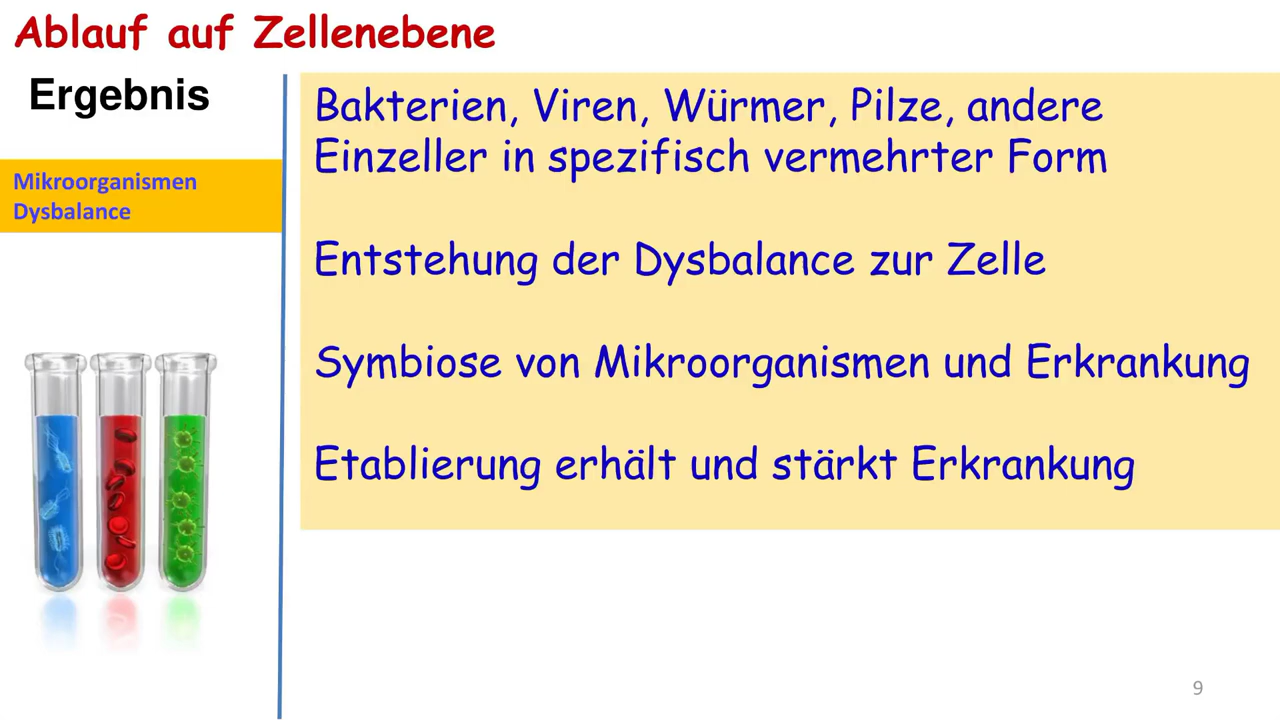 Ablauf auf Zellenebene
Ergebnis
Mikroorganismen
Dysbalance
Bakterien, Viren, Würmer, Pilze, andere
Einzeller in spezifisch vermehrter Form
Entstehung der Dysbalance zur Zelle
Symbiose von Mikroorganismen und Erkrankung
Etablierung erhält und stärkt Erkrankung
9